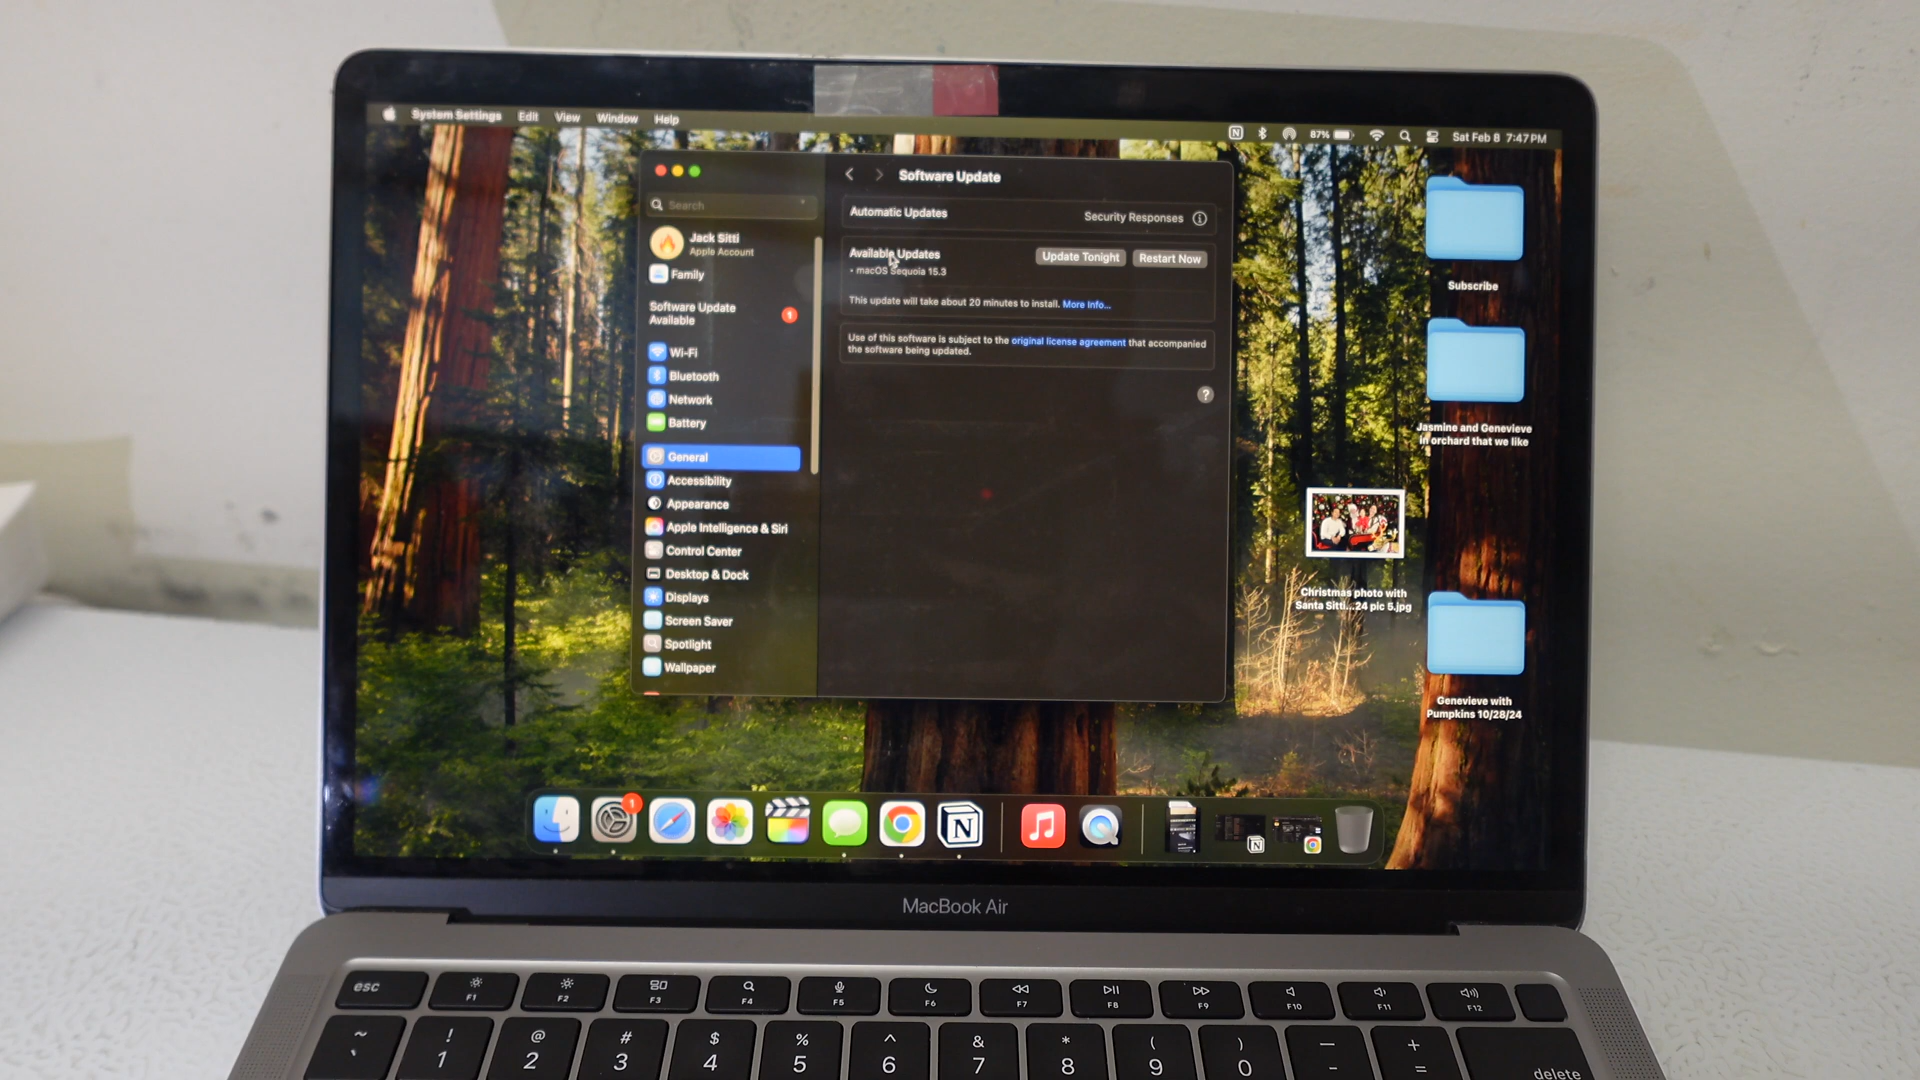 System Settings Edit View Window Help
87% Sat Feb 8 7:47 PM
Software Update
Search
Jack Sitti
Apple Account
Family
Software Update
Available
1
Wi-Fi
Bluetooth
Network
Battery
General
Accessibility
Appearance
Apple Intelligence & Siri
Control Center
Desktop & Dock
Displays
Screen Saver
Spotlight
Wallpaper
Automatic Updates
Security Responses
Available Updates
Update Tonight
Restart Now
• macOS Sequoia 15.3
This update will take about 20 minutes to install. More Info...
Use of this software is subject to the original license agreement that accompanied
the software being updated.
?
Subscribe
Jasmine and Genevieve
in orchard that we like
Christmas photo with
Santa Sitti...24 pic 5.jpg
Genevieve with
Pumpkins 10/28/24
1
N
MacBook Air
esc F1 F2 F3 F4 F5 F6 F7 F8 F9 F10 F11 F12
~ ! @ # $ % ^ & * ( ) — +
` 1 2 3 4 5 6 7 8 9 0 - =
delete